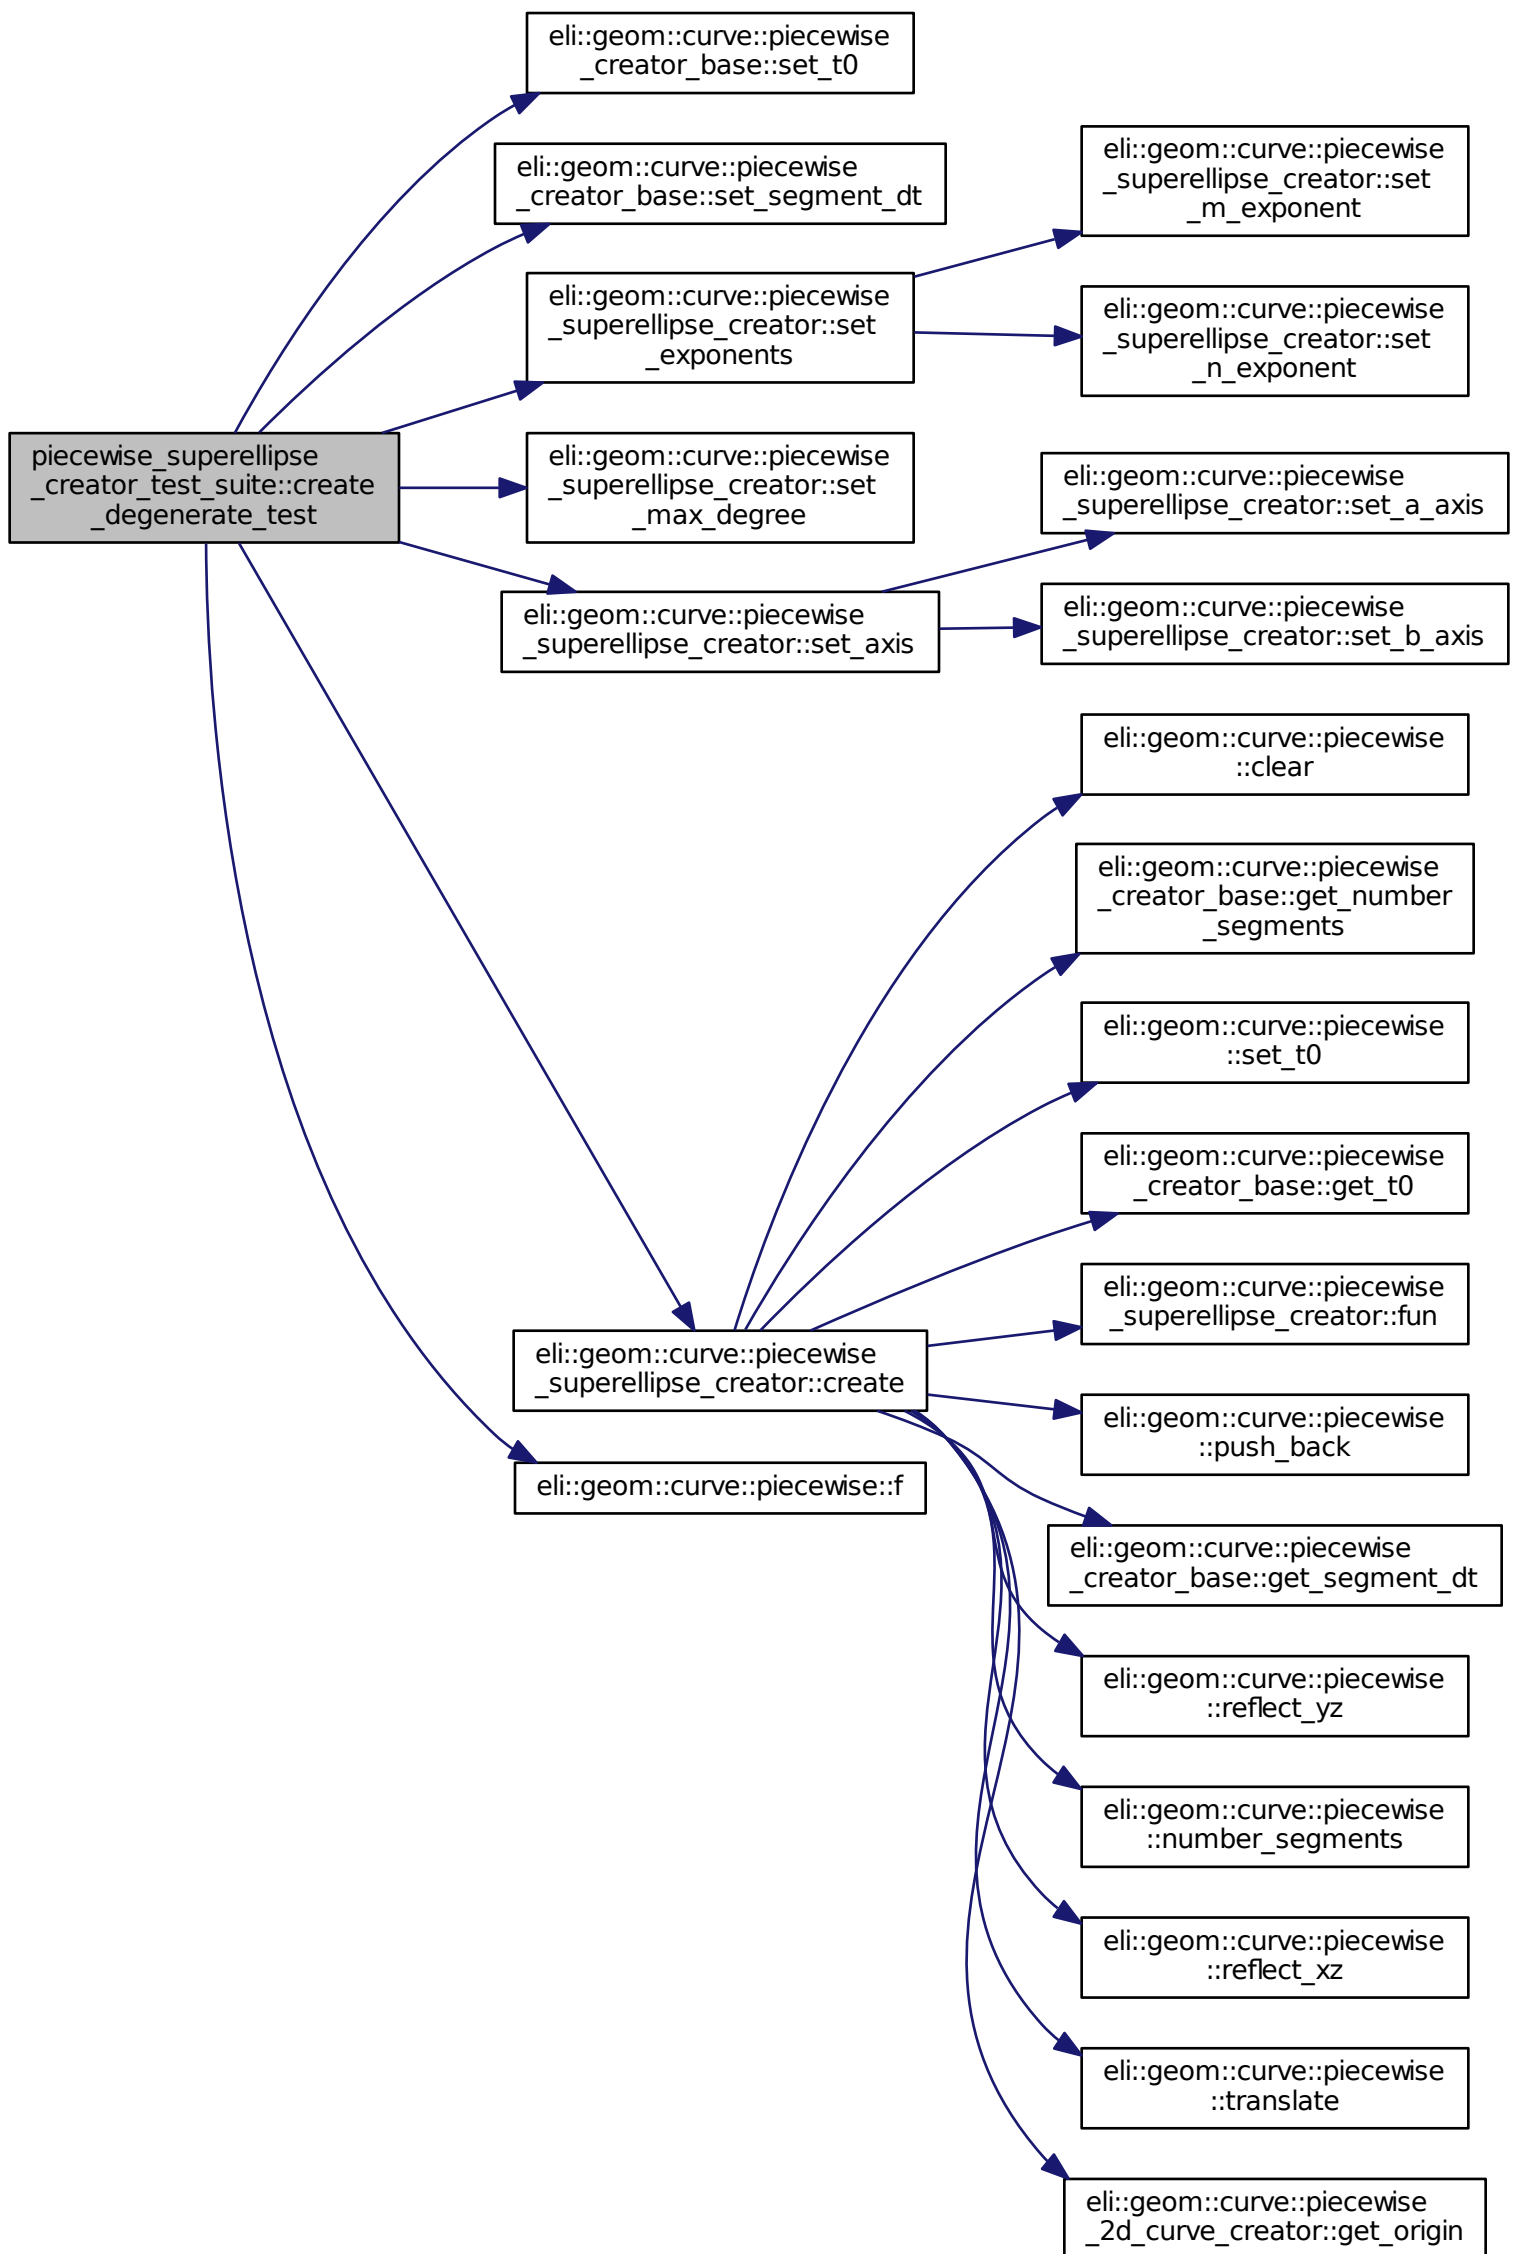 eli::geom::curve::piecewise
_creator_base::set_t0
eli::geom::curve::piecewise
_creator_base::set_segment_dt
eli::geom::curve::piecewise
_superellipse_creator::set
_exponents
eli::geom::curve::piecewise
_superellipse_creator::set
_m_exponent
eli::geom::curve::piecewise
_superellipse_creator::set
_n_exponent
piecewise_superellipse
_creator_test_suite::create
_degenerate_test
eli::geom::curve::piecewise
_superellipse_creator::set
_max_degree
eli::geom::curve::piecewise
_superellipse_creator::set_axis
eli::geom::curve::piecewise
_superellipse_creator::set_a_axis
eli::geom::curve::piecewise
_superellipse_creator::set_b_axis
eli::geom::curve::piecewise
::clear
eli::geom::curve::piecewise
_creator_base::get_number
_segments
eli::geom::curve::piecewise
::set_t0
eli::geom::curve::piecewise
_creator_base::get_t0
eli::geom::curve::piecewise
_superellipse_creator::fun
eli::geom::curve::piecewise
_superellipse_creator::create
eli::geom::curve::piecewise
::push_back
eli::geom::curve::piecewise::f
eli::geom::curve::piecewise
_creator_base::get_segment_dt
eli::geom::curve::piecewise
::reflect_yz
eli::geom::curve::piecewise
::number_segments
eli::geom::curve::piecewise
::reflect_xz
eli::geom::curve::piecewise
::translate
eli::geom::curve::piecewise
_2d_curve_creator::get_origin